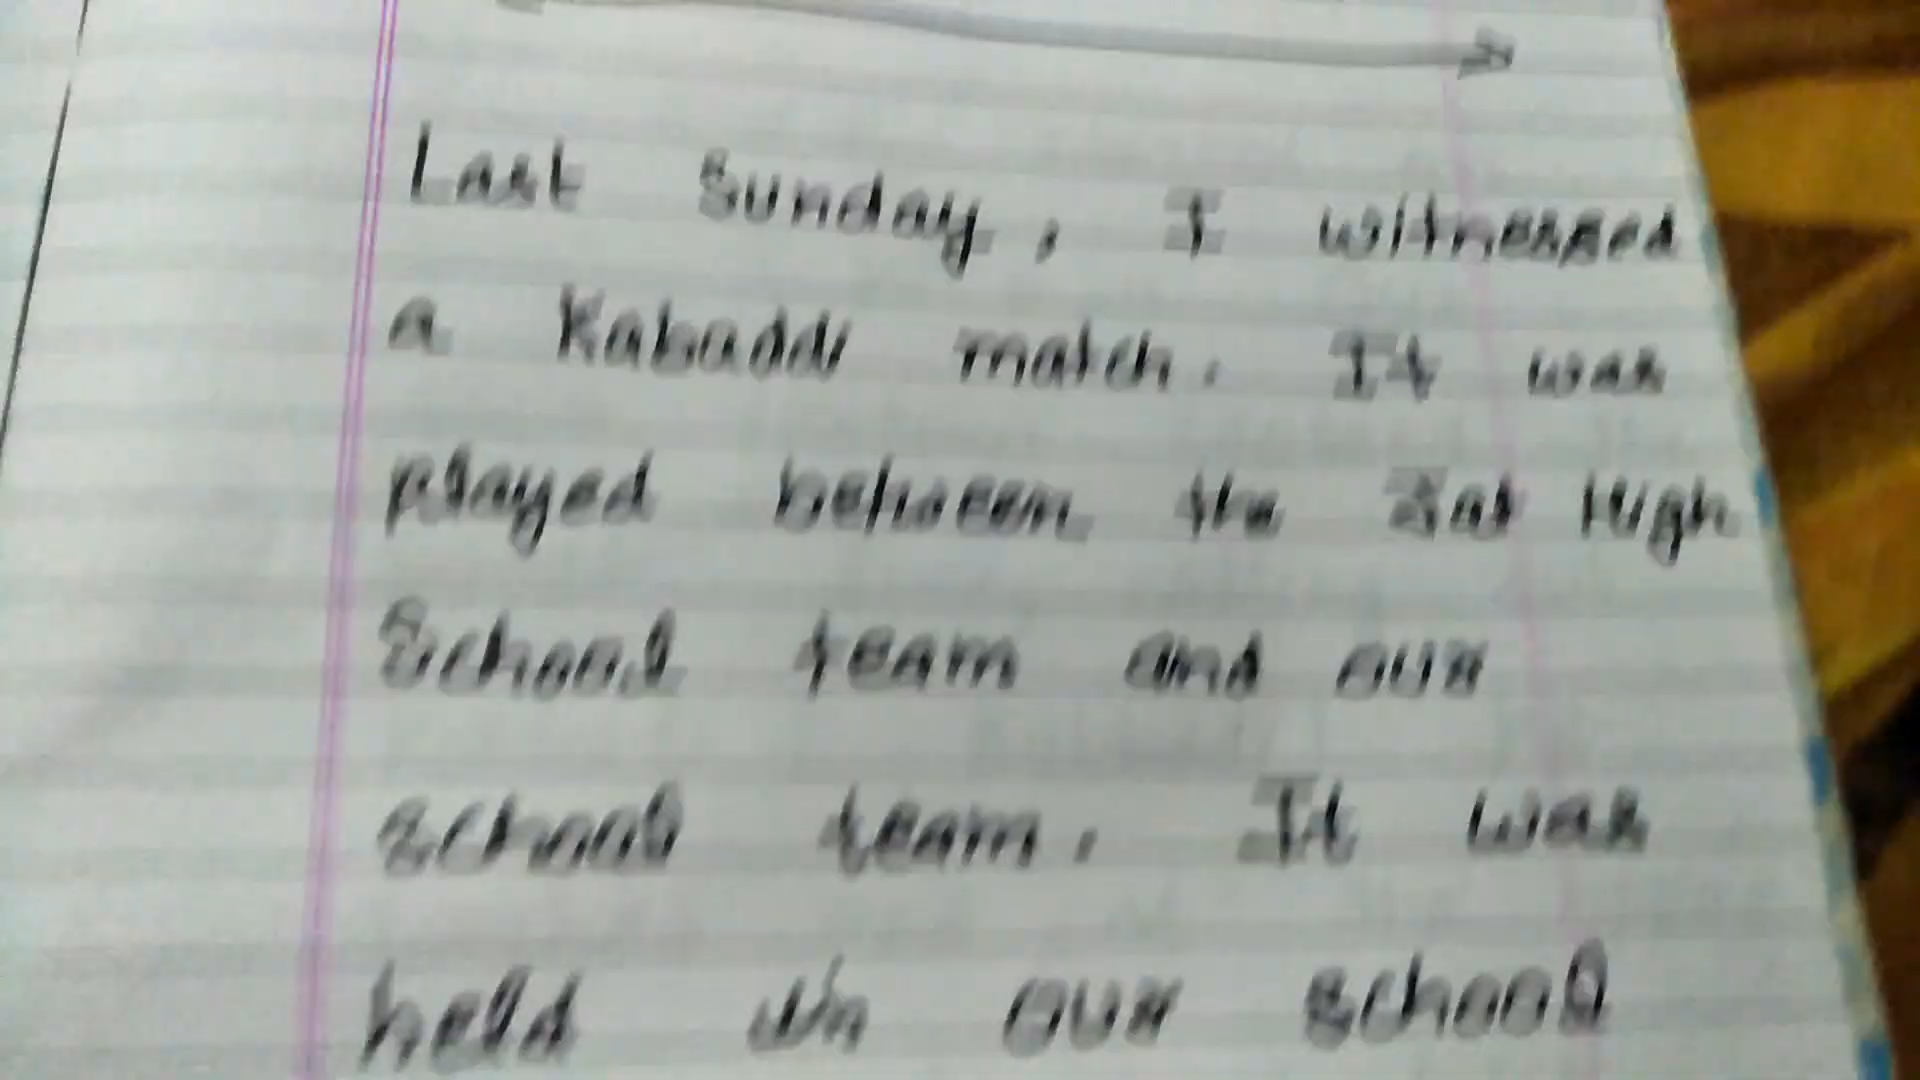 Last Sunday, I witnessed
a Kabaddi match. It was
played between the Jat High
School team and our
school team. It was
held in our school